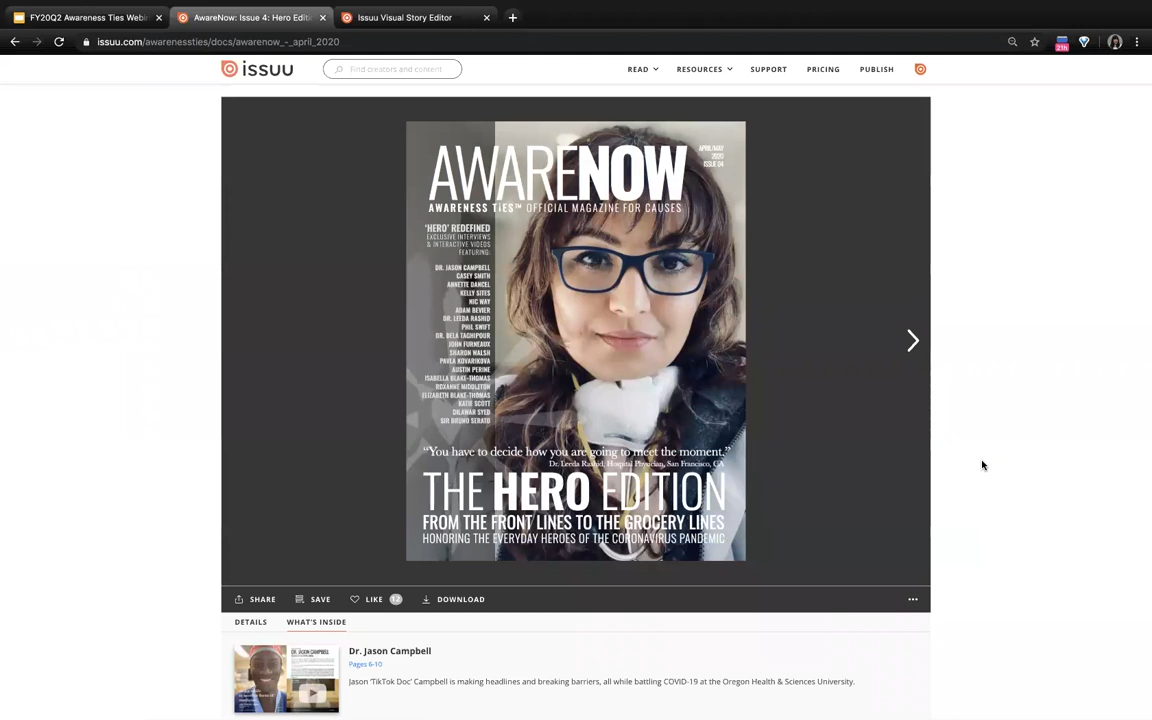 FY20Q2 Awareness Ties Webi
AwareNow: Issue 4: Hero Editi
Issuu Visual Story Editor
issuu.com/awarenessties/docs/awarenow_-_april_2020
21h
issuu
Find creators and content
READ
RESOURCES
SUPPORT
PRICING
PUBLISH
AWARENOW
APRIL/MAY
2020
ISSUE 04
AWARENESS TiES™ OFFICIAL MAGAZINE FOR CAUSES
'HERO' REDEFINED
EXCLUSIVE INTERVIEWS
& INTERACTIVE VIDEOS
FEATURING:
DR. JASON CAMPBELL
CASEY SMITH
ANNETTE DANCEL
KELLY SITES
NIC WAY
ADAM BEVIER
DR. LEEDA RASHID
PHIL SWIFT
DR. BELA TAGHIPOUR
JOHN FURNEAUX
SHARON WALSH
PAVLA KOVARIKOVA
AUSTIN PERINE
ISABELLA BLAKE-THOMAS
ROXANNE MIDDLETON
ELIZABETH BLAKE-THOMAS
KATIE SCOTT
DILAWAR SYED
SIR BRUNO SERATO
“You have to decide how you are going to meet the moment.”
Dr. Leeda Rashid, Hospital Physician, San Francisco, CA
THE HERO EDITION
FROM THE FRONT LINES TO THE GROCERY LINES
HONORING THE EVERYDAY HEROES OF THE CORONAVIRUS PANDEMIC
SHARE
SAVE
LIKE 12
DOWNLOAD
DETAILS
WHAT'S INSIDE
Dr. Jason Campbell
Pages 6-10
Jason 'TikTok Doc' Campbell is making headlines and breaking barriers, all while battling COVID-19 at the Oregon Health & Sciences University.